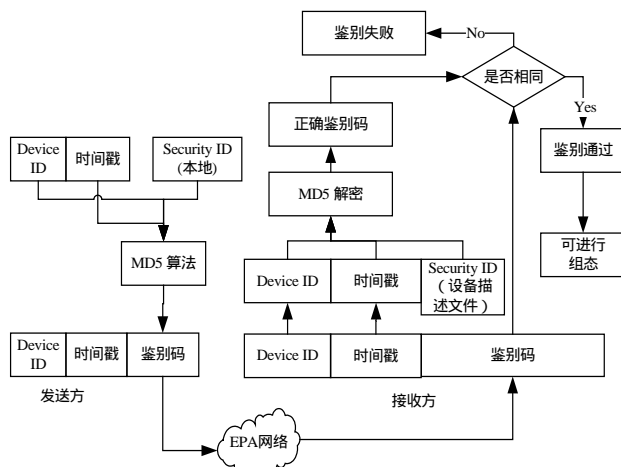 鉴别失败
No
是否相同
Yes
正确鉴别码
鉴别通过
Device
ID
时间戳
Security ID
(本地)
MD5 解密
可进行
组态
MD5 算法
Device ID
时间戳
Security ID
（设备描
述文件）
Device
ID
时间戳
鉴别码
Device ID
时间戳
鉴别码
发送方
接收方
EPA网络